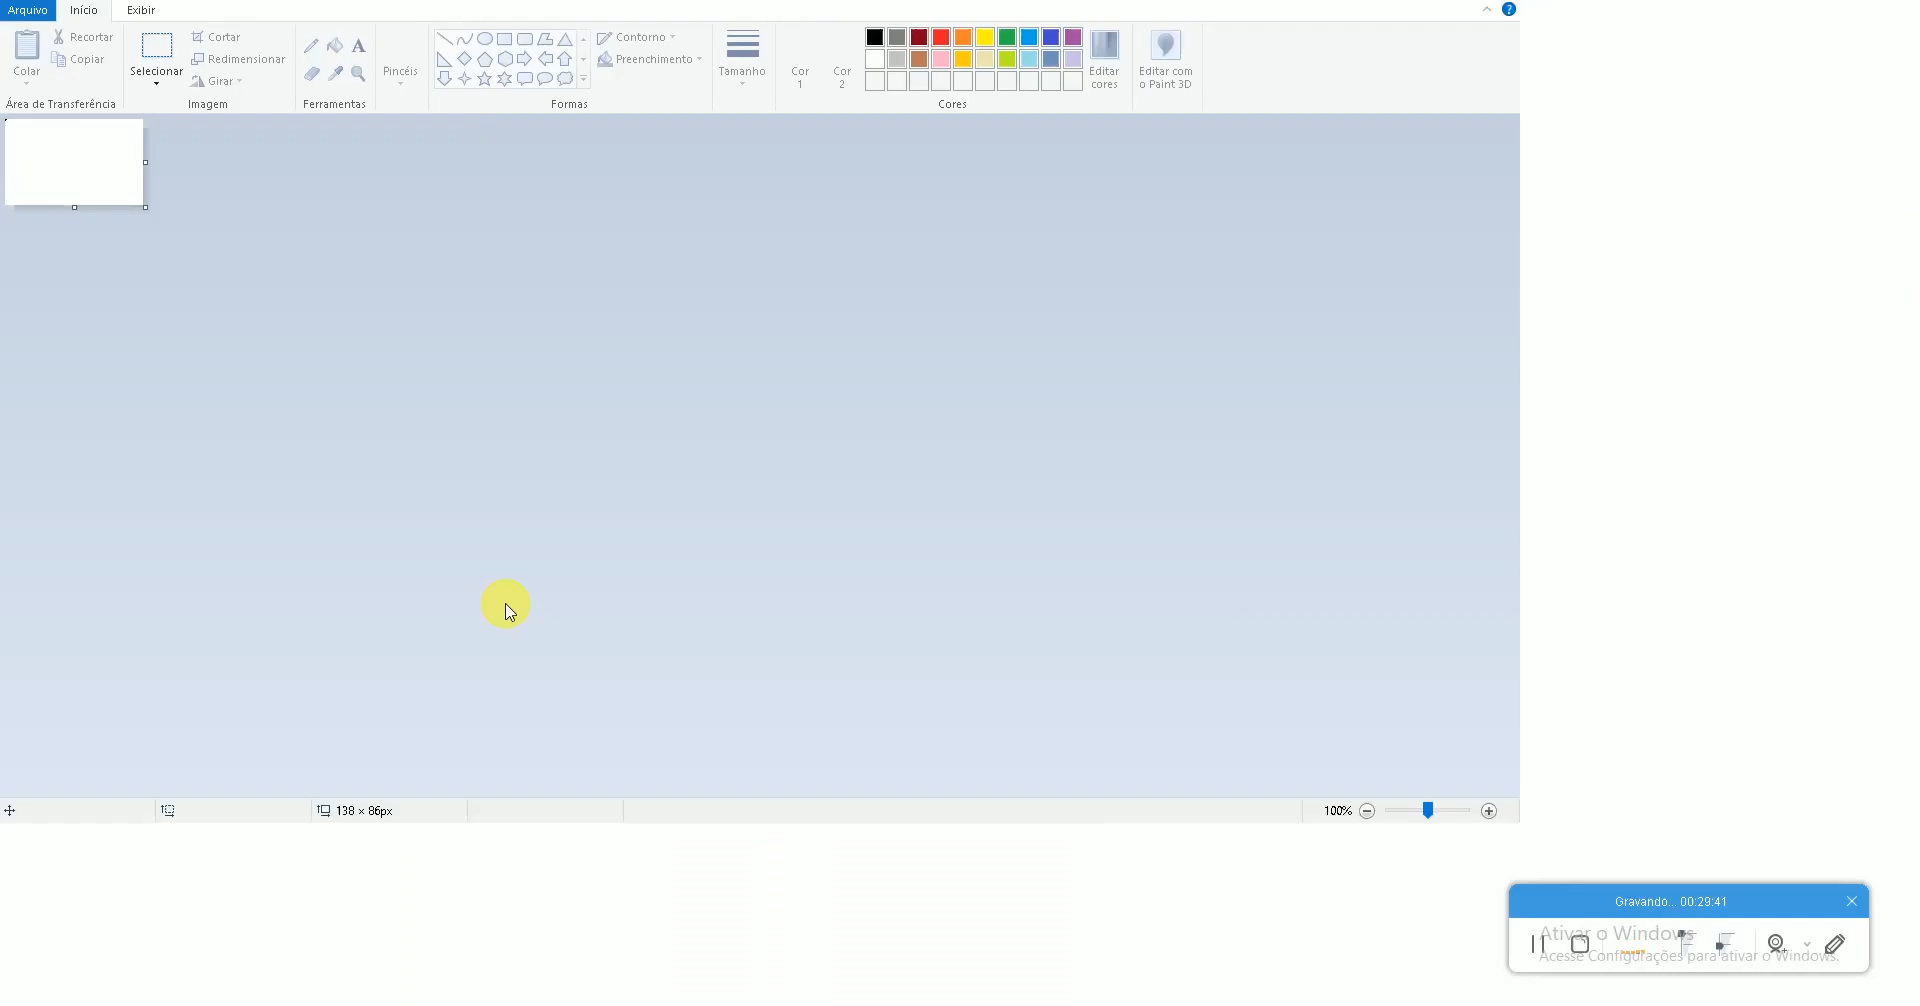 Arquivo
Início
Exibir
Colar
Recortar
Copiar
Área de Transferência
Selecionar
Cortar
Redimensionar
Girar
Imagem
A
Ferramentas
Pincéis
Contorno
Preenchimento
Formas
Tamanho
Cor
1
Cor
2
Editar
cores
Cores
Editar com
o Paint 3D
138 × 86px
100%
Gravando... 00:29:41
Ativar o Windows
Acesse Configurações para ativar o Windows.